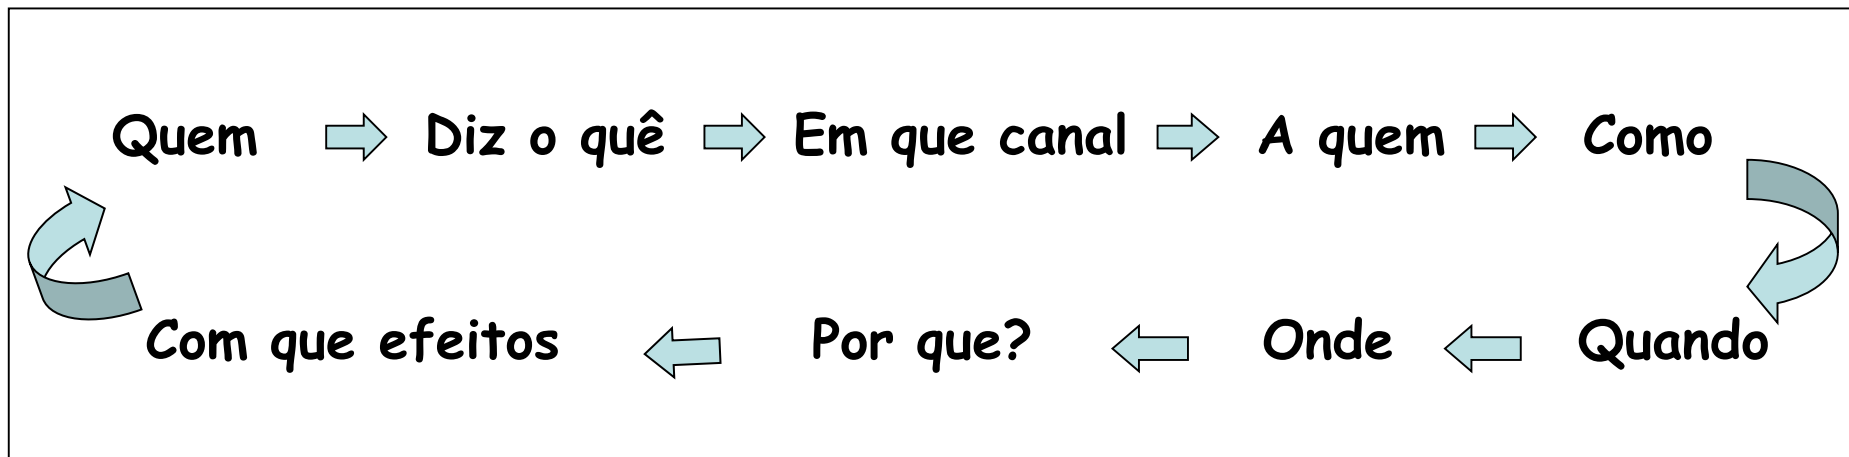 Quem Diz o quê Em que canal A quem Como
Com que efeitos Por que? Onde Quando